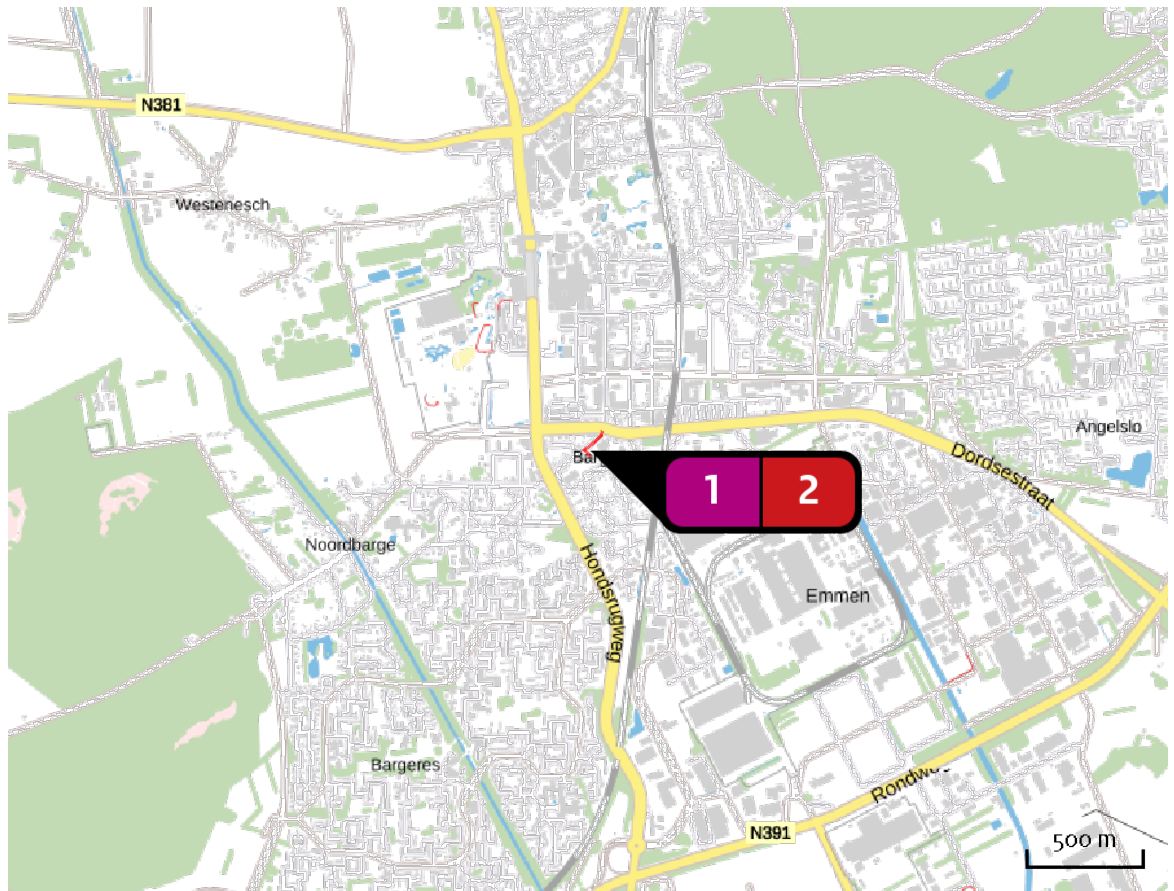 N381
Westenesch
Angelslo
Dordsestraat
1 2
Noordbarge
Hondsrugweg
Emmen
Bargeres
N391
500 m